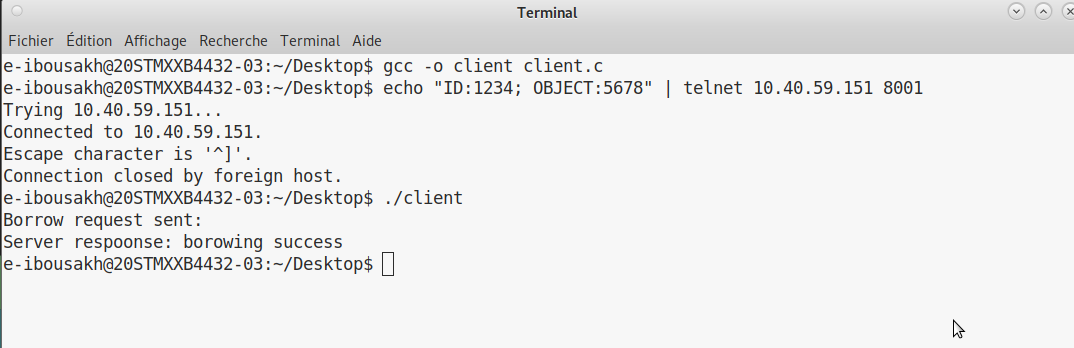 Terminal
Fichier Édition Affichage Recherche Terminal Aide
e-ibousakh@20STMXXB4432-03:~/Desktop$ gcc -o client client.c
e-ibousakh@20STMXXB4432-03:~/Desktop$ echo "ID:1234; OBJECT:5678" | telnet 10.40.59.151 8001
Trying 10.40.59.151...
Connected to 10.40.59.151.
Escape character is '^]'.
Connection closed by foreign host.
e-ibousakh@20STMXXB4432-03:~/Desktop$ ./client
Borrow request sent:
Server respoonse: borowing success
e-ibousakh@20STMXXB4432-03:~/Desktop$